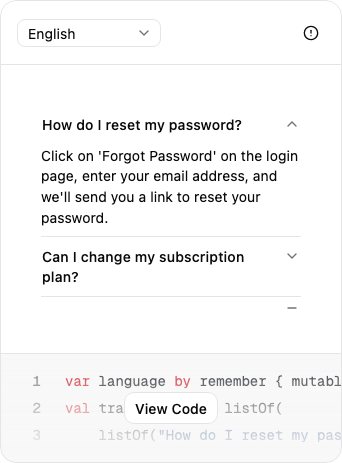 English
How do I reset my password?
Click on 'Forgot Password' on the login
page, enter your email address, and
we'll send you a link to reset your
password.
Can I change my subscription
plan?
1 var language by remember { mutabl
2 val tra View Code listOf(
3 listOf("How do I reset my pas